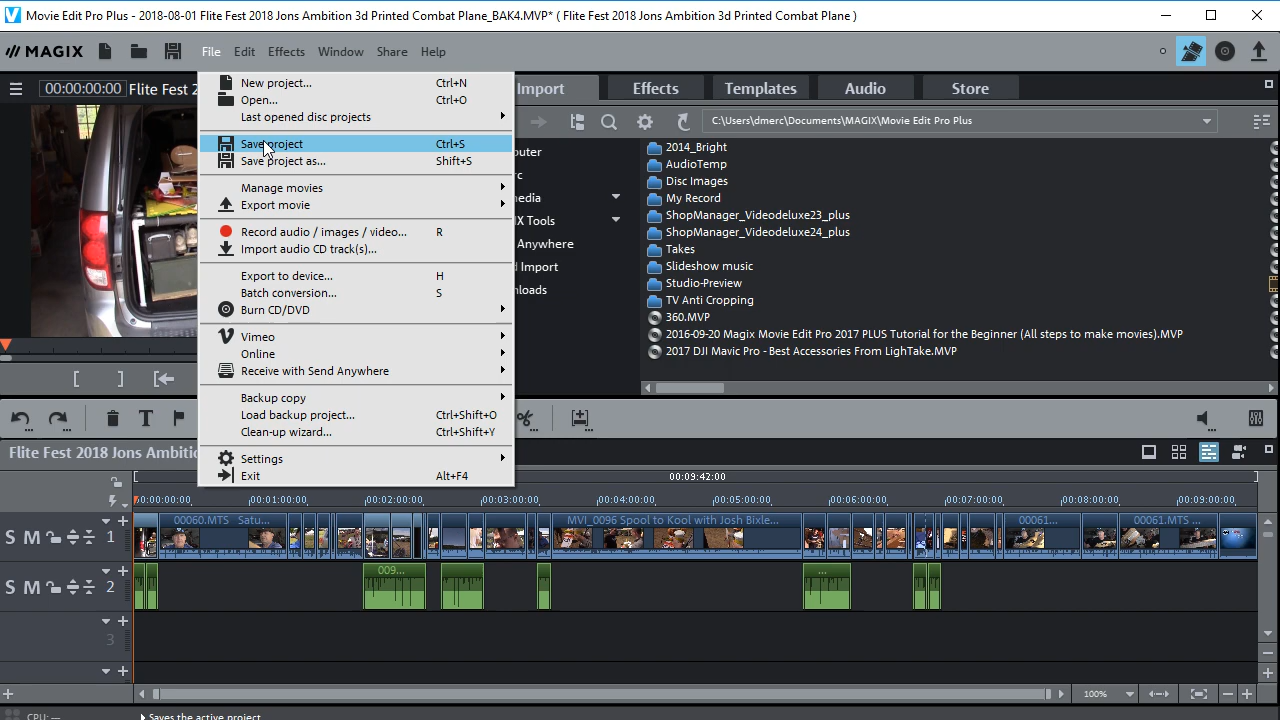 Movie Edit Pro Plus - 2018-08-01 Flite Fest 2018 Jons Ambition 3d Printed Combat Plane_BAK4.MVP* ( Flite Fest 2018 Jons Ambition 3d Printed Combat Plane )
MAGIX File Edit Effects Window Share Help
00:00:00:00 Flite Fest 2
Import Effects Templates Audio Store
C:\Users\dmerc\Documents\MAGIX\Movie Edit Pro Plus
New project... Ctrl+N
Open... Ctrl+O
Last opened disc projects
Save project Ctrl+S
Save project as... Shift+S
Manage movies
Export movie
Record audio / images / video... R
Import audio CD track(s)...
Export to device... H
Batch conversion... S
Burn CD/DVD
Vimeo
Online
Receive with Send Anywhere
Backup copy
Load backup project... Ctrl+Shift+O
Clean-up wizard... Ctrl+Shift+Y
Settings
Exit Alt+F4
puter
c
nedia
X Tools
Anywhere
d Import
nloads
2014_Bright
AudioTemp
Disc Images
My Record
ShopManager_Videodeluxe23_plus
ShopManager_Videodeluxe24_plus
Takes
Slideshow music
Studio-Preview
TV Anti Cropping
360.MVP
2016-09-20 Magix Movie Edit Pro 2017 PLUS Tutorial for the Beginner (All steps to make movies).MVP
2017 DJI Mavic Pro - Best Accessories From LighTake.MVP
Flite Fest 2018 Jons Ambitio
00:09:42:00
00:00:00:00 00:01:00:00 00:02:00:00 00:03:00:00 00:04:00:00 00:05:00:00 00:06:00:00 00:07:00:00 00:08:00:00 00:09:00:00
00060.MTS Satu... MVI_0096 Spool to Kool with Josh Bixle... 00061... 00061.MTS ...
S M 1
009... ...
S M 2
3
100%
CPU: — Saves the active project